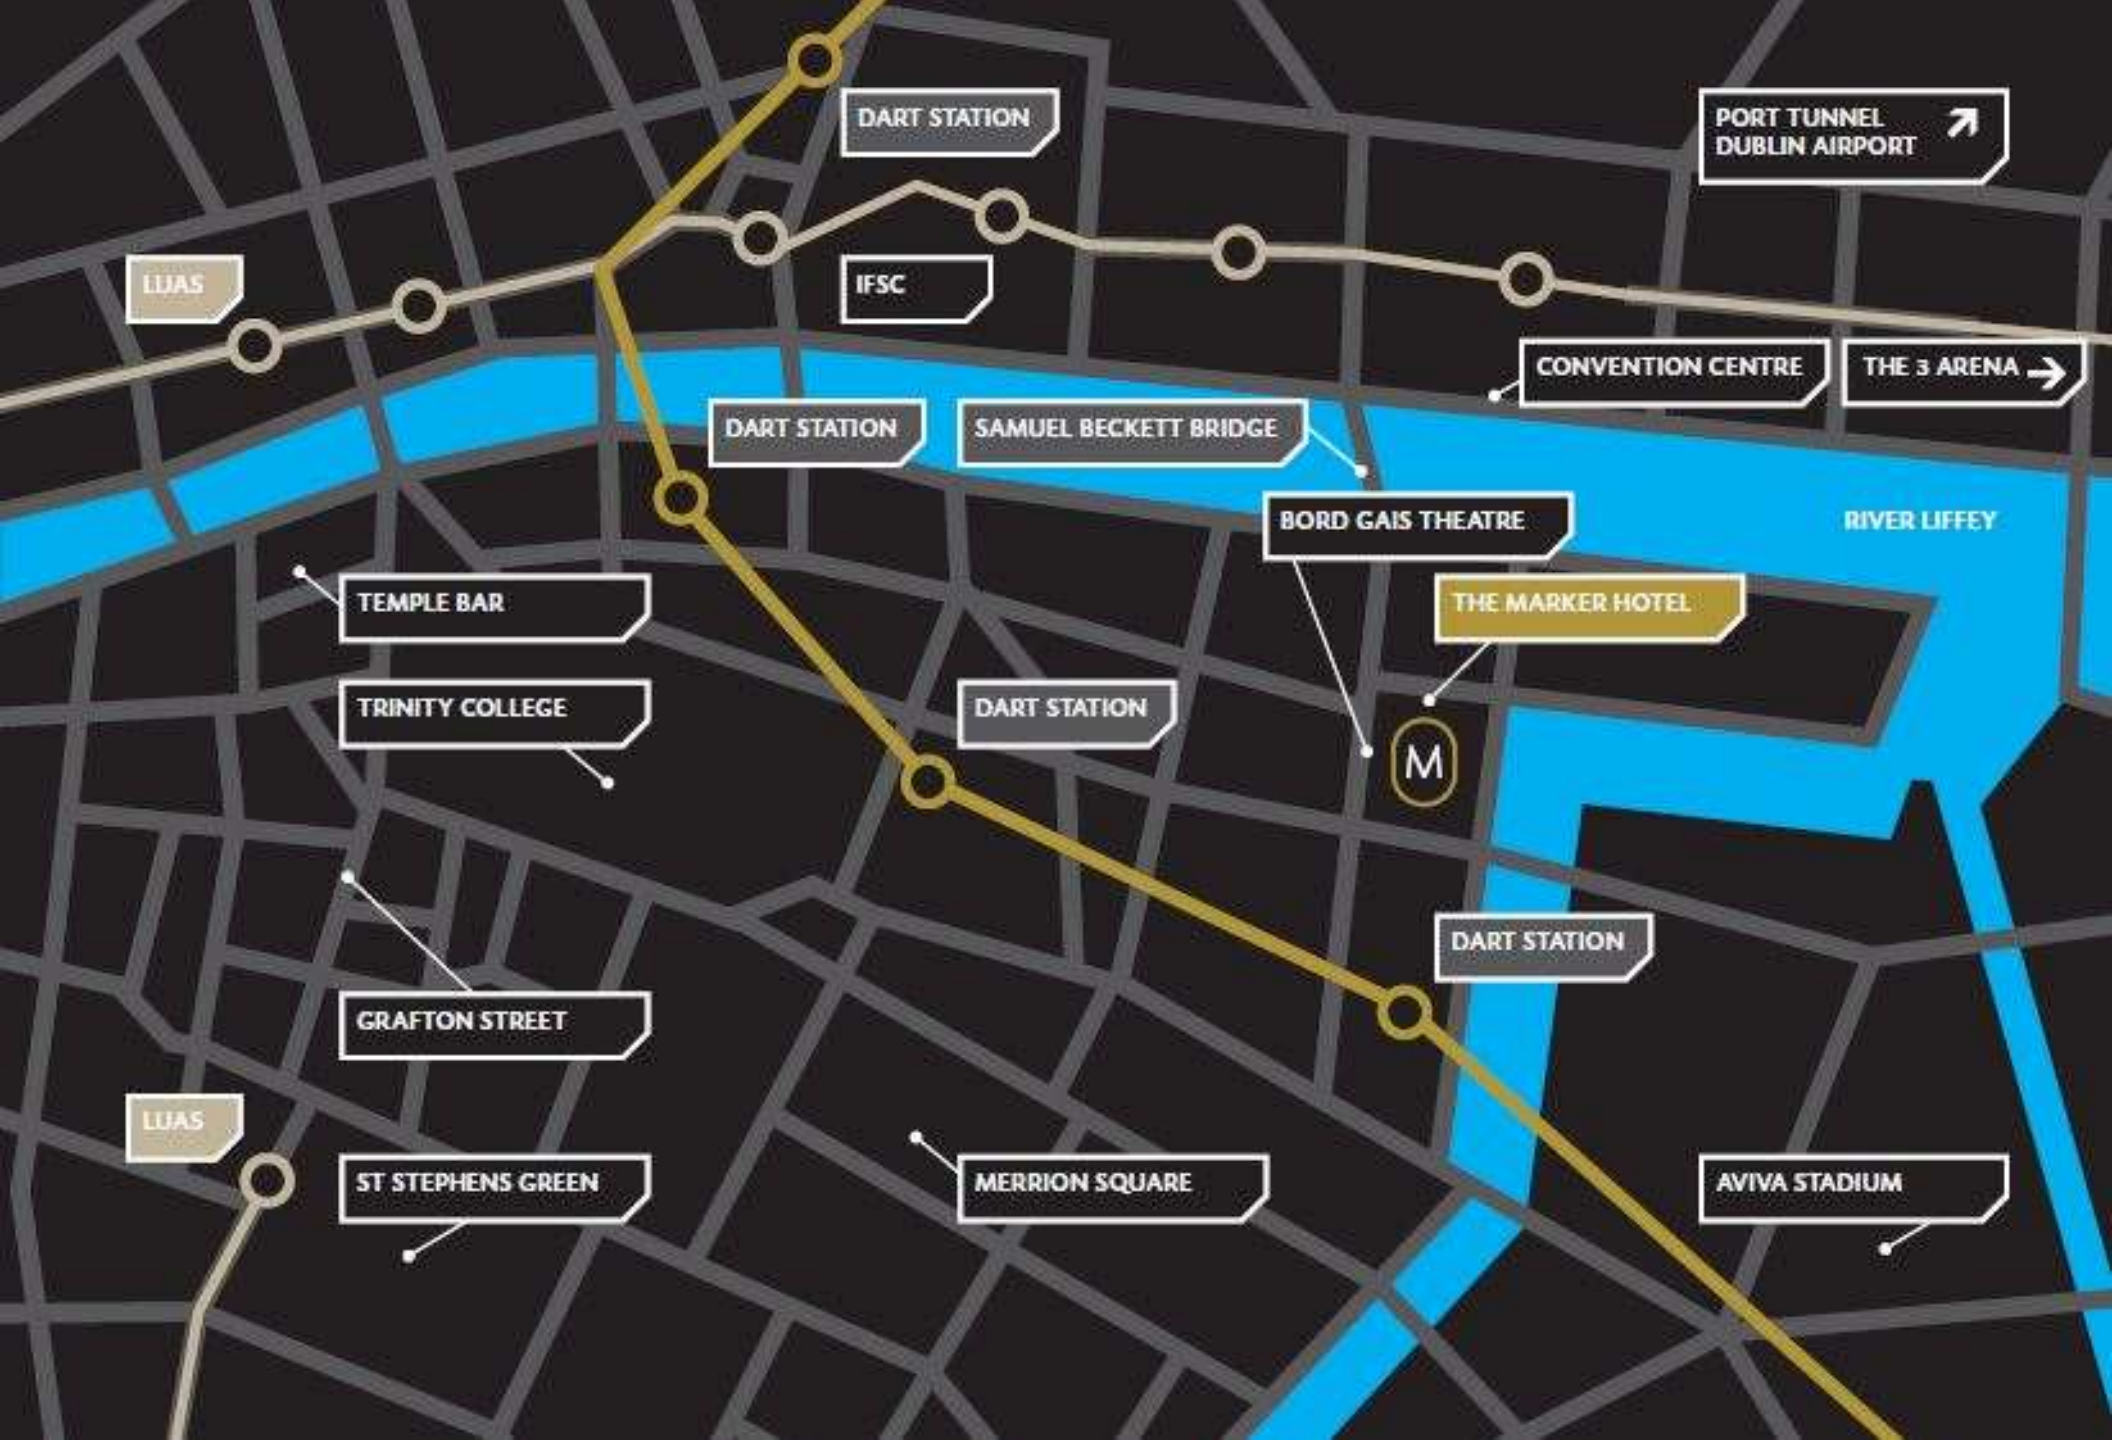 DART STATION
PORT TUNNEL
DUBLIN AIRPORT
LUAS
IFSC
CONVENTION CENTRE
THE 3 ARENA
DART STATION
SAMUEL BECKETT BRIDGE
BORD GAIS THEATRE
RIVER LIFFEY
TEMPLE BAR
THE MARKER HOTEL
TRINITY COLLEGE
DART STATION
M
DART STATION
GRAFTON STREET
LUAS
ST STEPHENS GREEN
MERRION SQUARE
AVIVA STADIUM